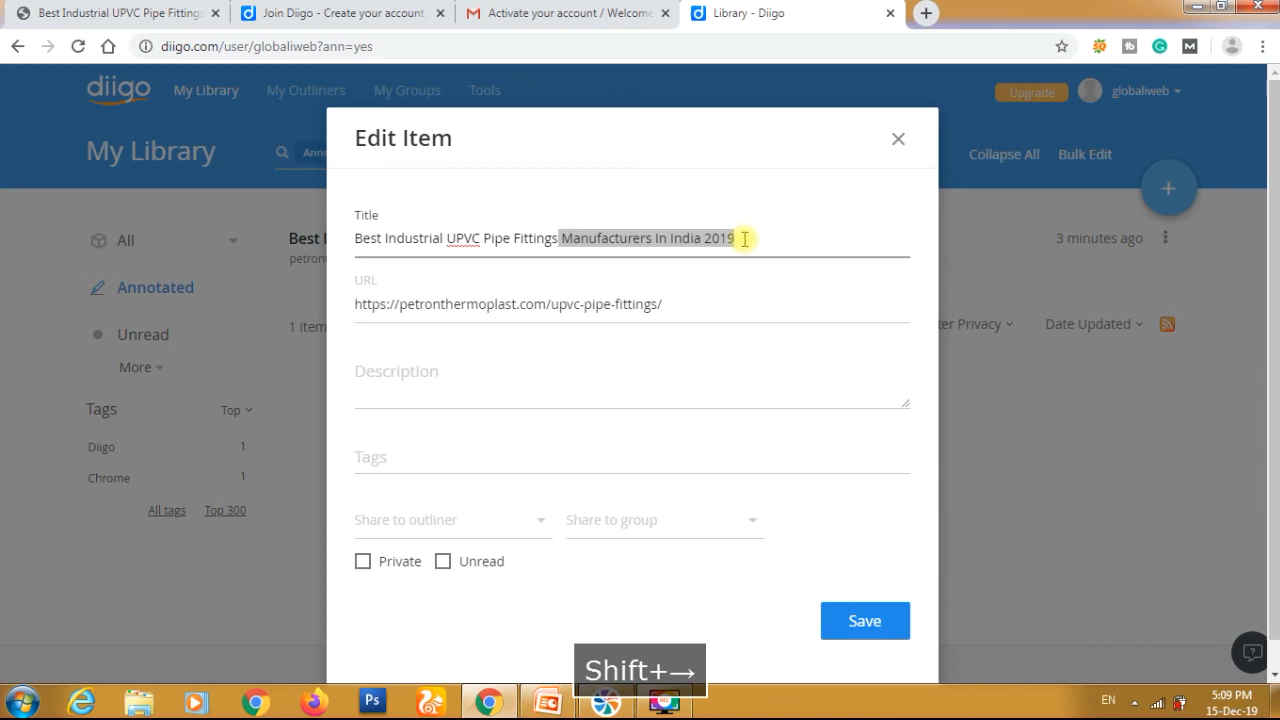 Best Industrial UPVC Pipe Fittings
Join Diigo - Create your account
Activate your account / Welcome
Library - Diigo
diigo.com/user/globaliweb?ann=yes
diigo
My Library
My Outliners
My Groups
Tools
Upgrade
globaliweb
My Library
Collapse All
Bulk Edit
Edit Item
Title
Best Industrial UPVC Pipe Fittings Manufacturers In India 2019
URL
https://petronthermoplast.com/upvc-pipe-fittings/
Description
Tags
Share to outliner
Share to group
Private
Unread
Save
All
Annotated
Unread
More
Tags
Top
Diigo 1
Chrome 1
All tags
Top 300
Best I
petron
1 item
3 minutes ago
ter Privacy
Date Updated
Shift+→
Ps
EN
5:09 PM
15-Dec-19